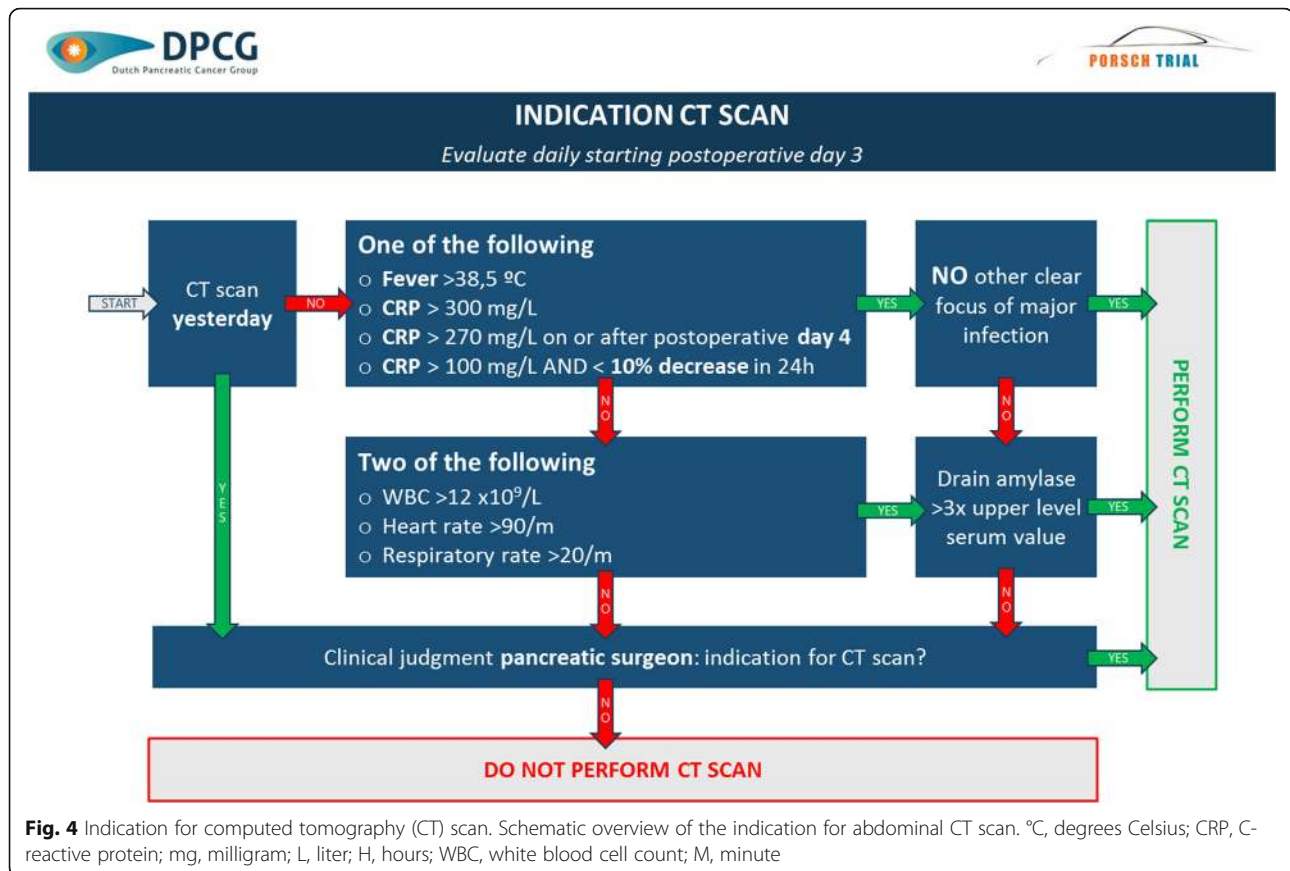 DPCG
Dutch Pancreatic Cancer Group
PORSCH TRIAL
INDICATION CT SCAN
Evaluate daily starting postoperative day 3
START
CT scan
yesterday
NO
One of the following
o Fever >38,5 ºC
o CRP > 300 mg/L
o CRP > 270 mg/L on or after postoperative day 4
o CRP > 100 mg/L AND < 10% decrease in 24h
YES
NO other clear
focus of major
infection
YES
PERFORM CT SCAN
YES
NO
NO
Two of the following
o WBC >12 x10⁹/L
o Heart rate >90/m
o Respiratory rate >20/m
YES
Drain amylase
>3x upper level
serum value
YES
NO
NO
Clinical judgment pancreatic surgeon: indication for CT scan?
YES
NO
DO NOT PERFORM CT SCAN
Fig. 4 Indication for computed tomography (CT) scan. Schematic overview of the indication for abdominal CT scan. °C, degrees Celsius; CRP, C-
reactive protein; mg, milligram; L, liter; H, hours; WBC, white blood cell count; M, minute